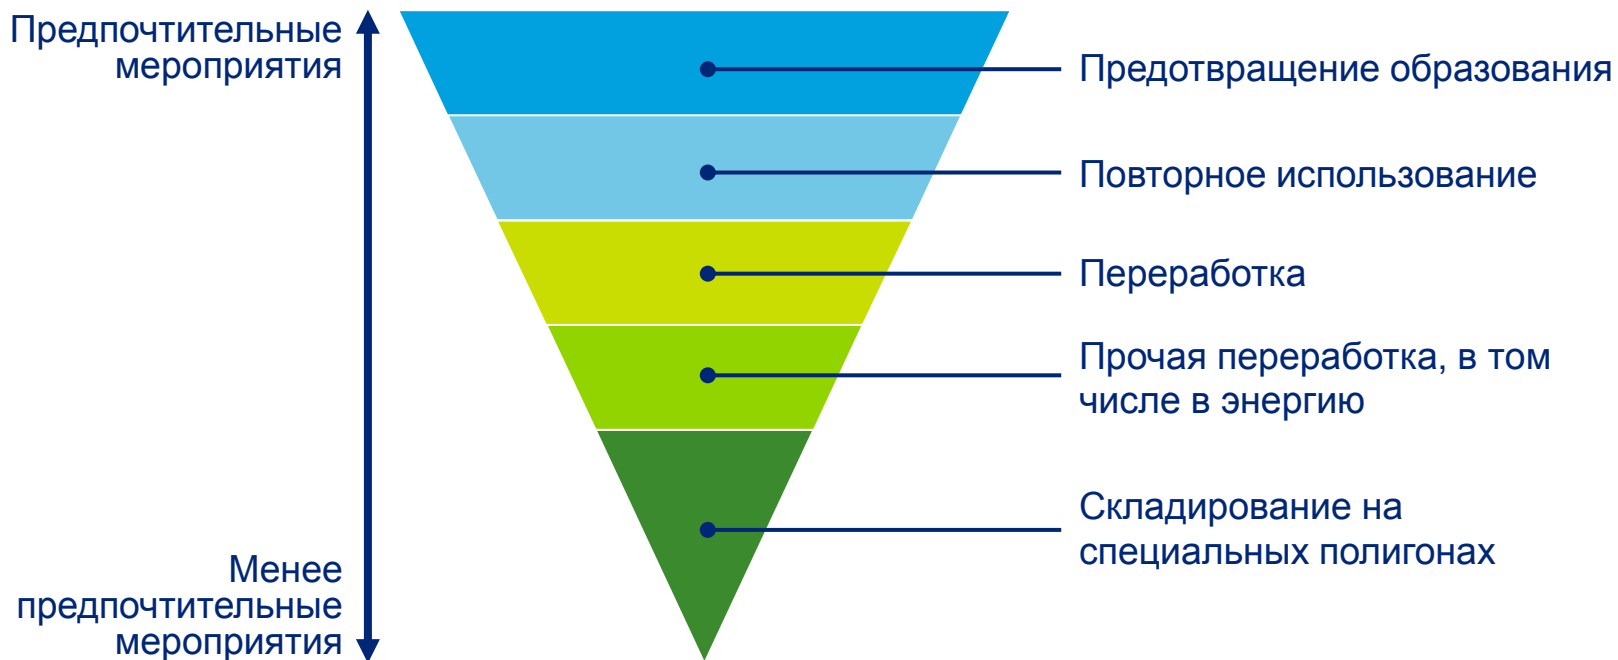 Предпочтительные
мероприятия
Предотвращение образования
Повторное использование
Переработка
Прочая переработка, в том
числе в энергию
Складирование на
специальных полигонах
Менее
предпочтительные
мероприятия